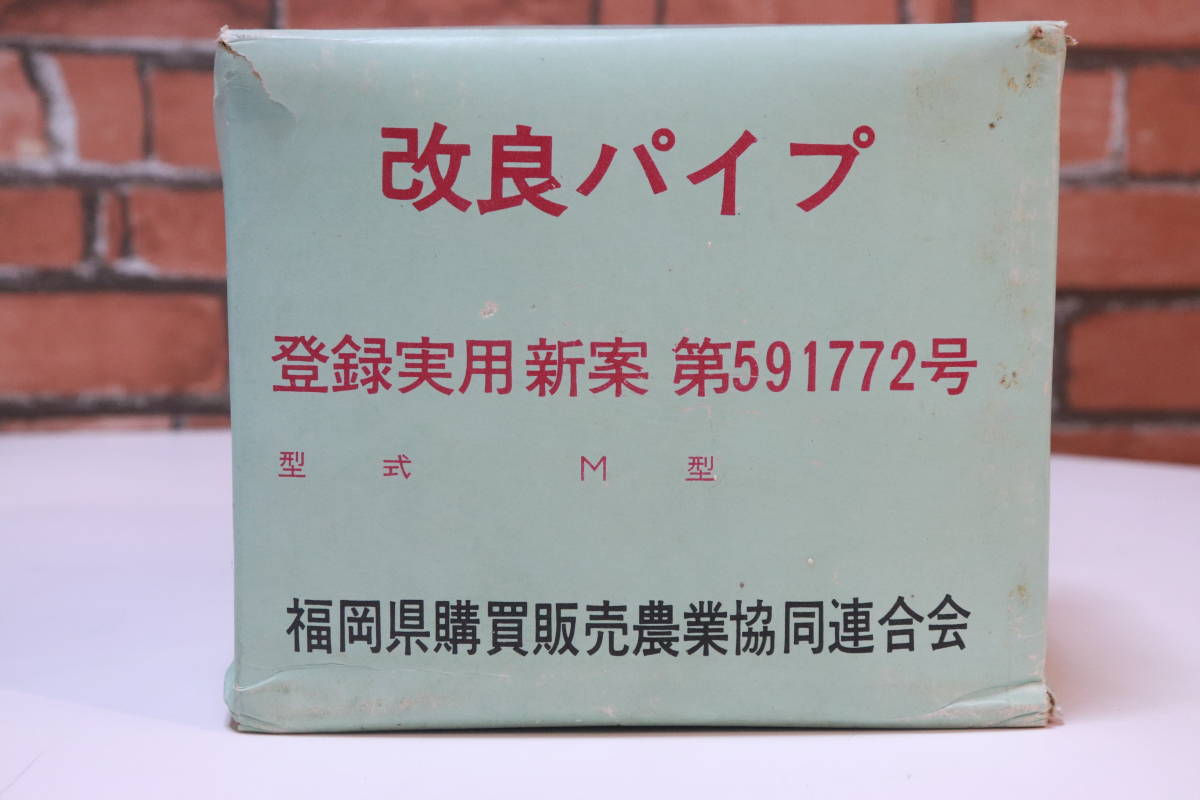 改良パイプ
登録実用新案 第591772号
型式 M型
福岡県購買販売農業協同連合会